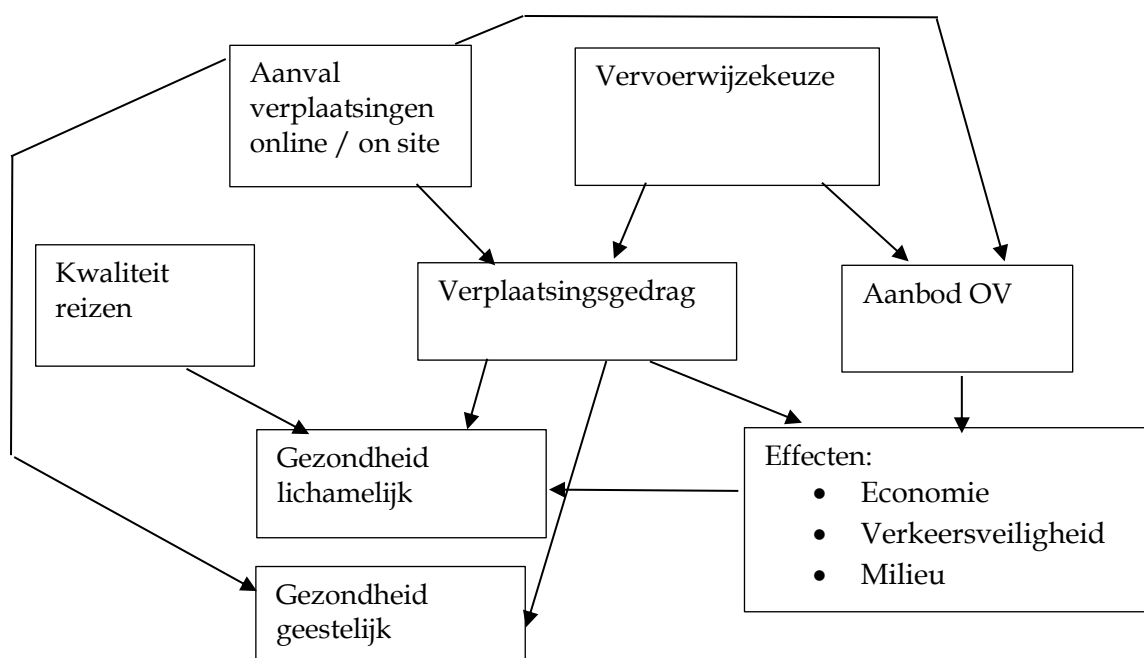 Aanval
verplaatsingen
online / on site
Vervoerwijzekeuze
Kwaliteit
reizen
Verplaatsingsgedrag
Aanbod OV
Gezondheid
lichamelijk
Effecten:
• Economie
• Verkeersveiligheid
• Milieu
Gezondheid
geestelijk